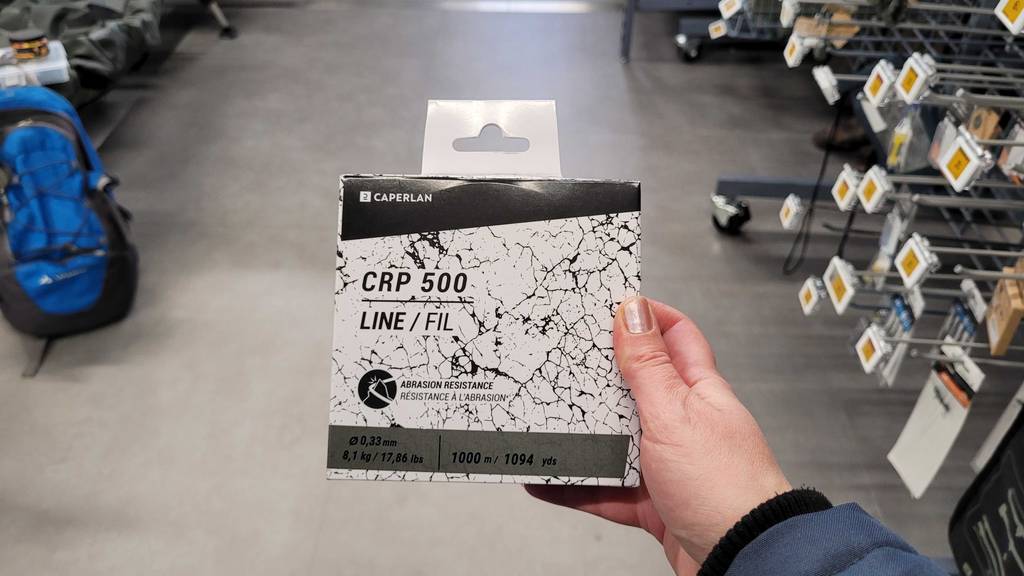 CAPERLAN
CRP 500
LINE / FIL
ABRASION RESISTANCE
RÉSISTANCE À L'ABRASION
Ø 0,33 mm
8,1 kg / 17,86 lbs
1000 m / 1094 yds